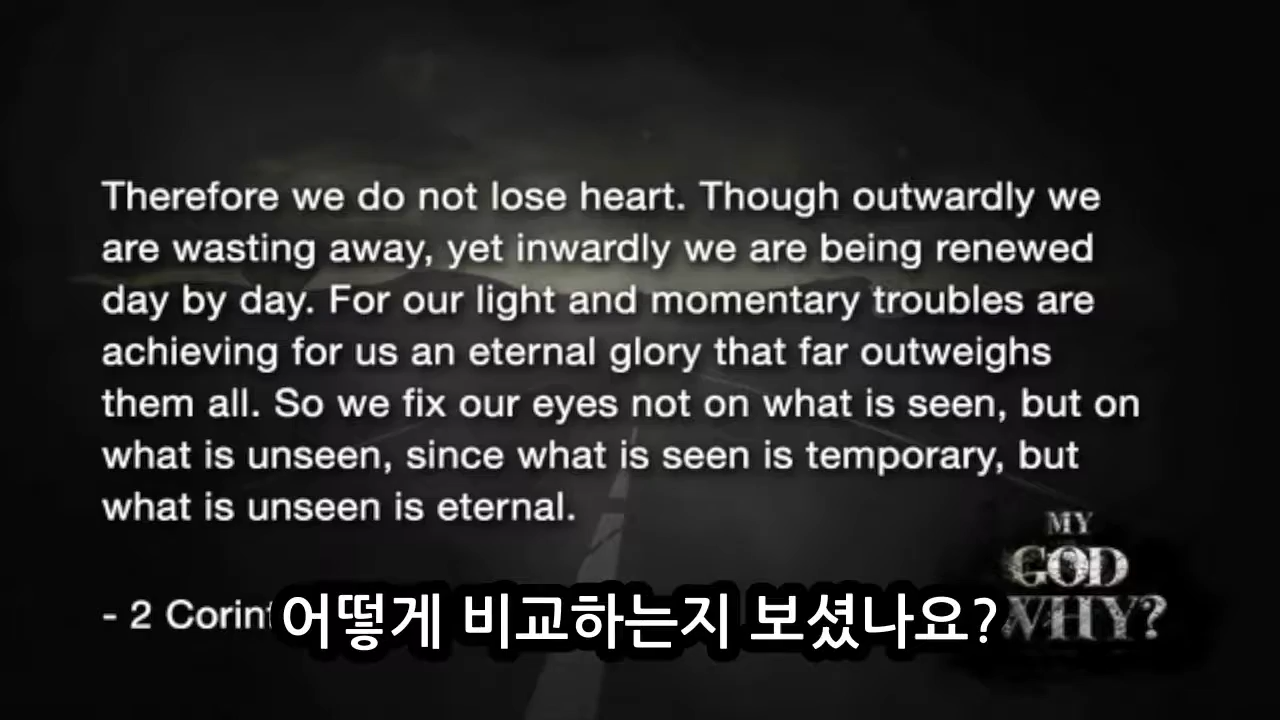 Therefore we do not lose heart. Though outwardly we
are wasting away, yet inwardly we are being renewed
day by day. For our light and momentary troubles are
achieving for us an eternal glory that far outweighs
them all. So we fix our eyes not on what is seen, but on
what is unseen, since what is seen is temporary, but
what is unseen is eternal.
MY
GOD
WHY?
- 2
어떻게 비교하는지 보셨나요?